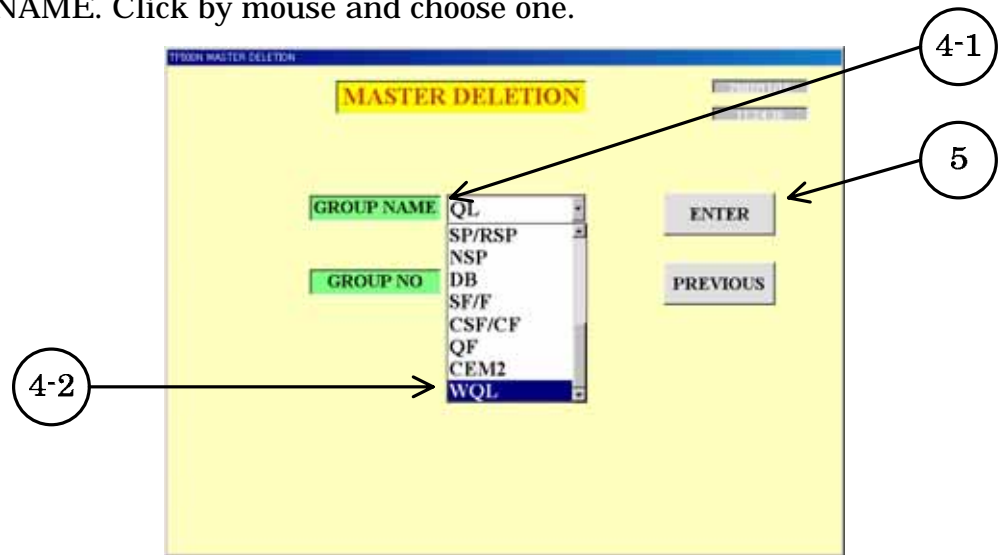 NAME. Click by mouse and choose one.
4-1
TP500N MASTER DELETION
MASTER DELETION
5
GROUP NAME QL ENTER
SP/RSP
NSP
GROUP NO DB PREVIOUS
SF/F
CSF/CF
QF
CEM2
4-2 WQL